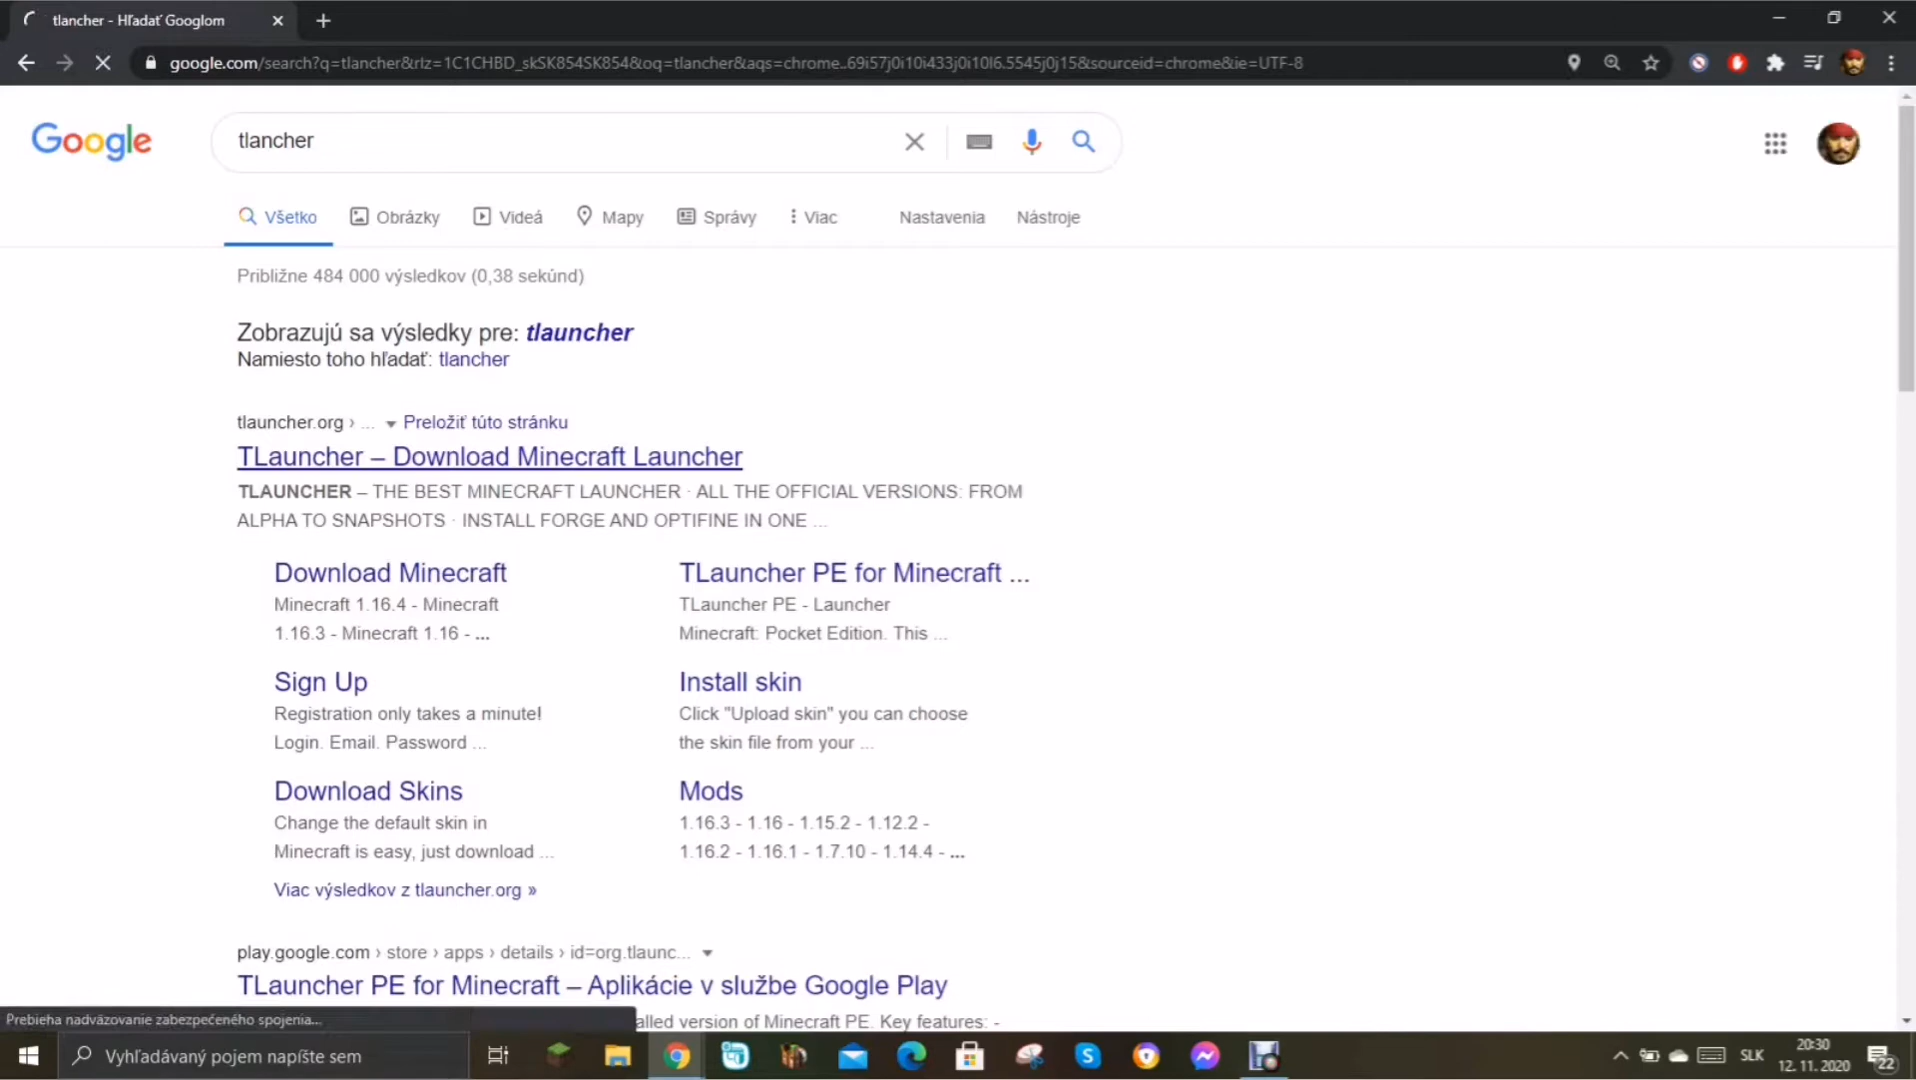 tlancher - Hľadať Googlom
google.com/search?q=tlancher&rlz=1C1CHBD_skSK854SK854&oq=tlancher&aqs=chrome..69i57j0i10i433j0i10l6.5545j0j15&sourceid=chrome&ie=UTF-8
Google
tlancher
Všetko Obrázky Videá Mapy Správy Viac Nastavenia Nástroje
Približne 484 000 výsledkov (0,38 sekúnd)
Zobrazujú sa výsledky pre: tlauncher
Namiesto toho hľadať: tlancher
tlauncher.org › ... Preložiť túto stránku
TLauncher – Download Minecraft Launcher
TLAUNCHER – THE BEST MINECRAFT LAUNCHER · ALL THE OFFICIAL VERSIONS: FROM
ALPHA TO SNAPSHOTS · INSTALL FORGE AND OPTIFINE IN ONE ...
Download Minecraft
Minecraft 1.16.4 - Minecraft
1.16.3 - Minecraft 1.16 - ...
TLauncher PE for Minecraft ...
TLauncher PE - Launcher
Minecraft: Pocket Edition. This ...
Sign Up
Registration only takes a minute!
Login. Email. Password ...
Install skin
Click "Upload skin" you can choose
the skin file from your ...
Download Skins
Change the default skin in
Minecraft is easy, just download ...
Mods
1.16.3 - 1.16 - 1.15.2 - 1.12.2 -
1.16.2 - 1.16.1 - 1.7.10 - 1.14.4 - ...
Viac výsledkov z tlauncher.org »
play.google.com › store › apps › details › id=org.tlaunc...
TLauncher PE for Minecraft – Aplikácie v službe Google Play
alled version of Minecraft PE. Key features: -
Prebieha nadväzovanie zabezpečeného spojenia...
Vyhľadávaný pojem napíšte sem
SLK
20:30
12. 11. 2020
22